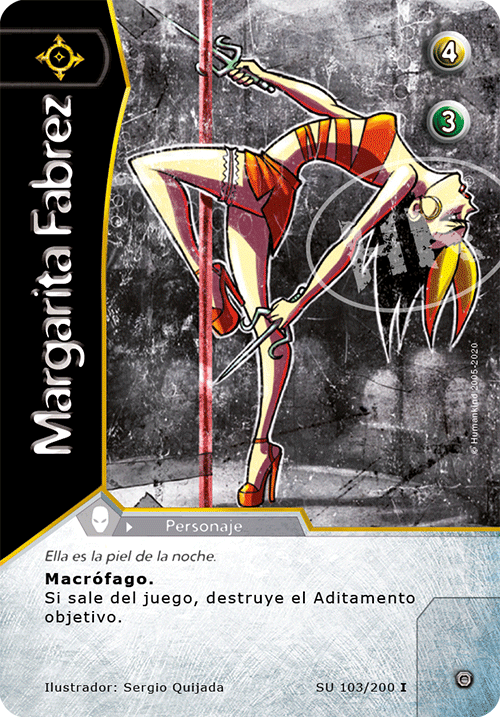 4
3
Margarita Fabrez
HK
© Humankind 2005-2020
Personaje
Ella es la piel de la noche.
Macrófago.
Si sale del juego, destruye el Aditamento
objetivo.
Ilustrador: Sergio Quijada
SU 103/200 I